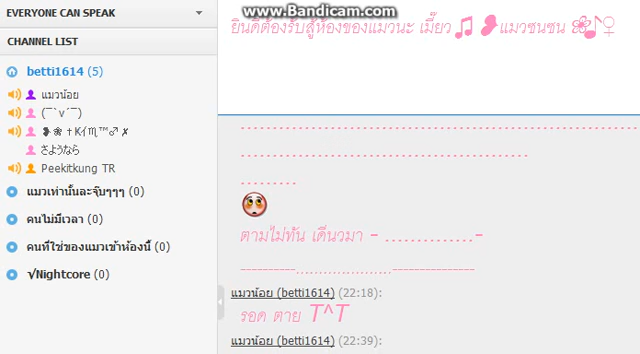 www.Bandicam.com
EVERYONE CAN SPEAK
CHANNEL LIST
betti1614 (5)
แมวน้อย
(¯`v´¯)
❥❀✝Kイ♏™♂✗
さようなら
Peekitkung TR
แมวเท่านั้นละจุ๊บๆๆๆ (0)
คนไม่มีเวลา (0)
คนที่ใช่ของแมวเข้าห้องนี้ (0)
√Nightcore (0)
ยินดีต้องรับสู้ห้องของแมวนะ เมี๊ยว ♫ ❥แมวซนซน
ตามไม่ทัน เดี๋นวมา - ..............-
----------.....................---------------
แมวน้อย (betti1614) (22:18):
รอด ตาย T^T
แมวน้อย (betti1614) (22:39):